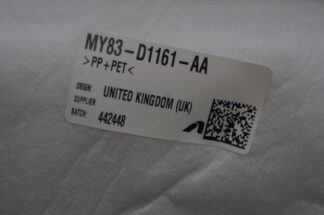 MY83-D1161-AA
>PP+PET<
ORIGIN: UNITED KINGDOM (UK)
SUPPLIER:
BATCH: 442448